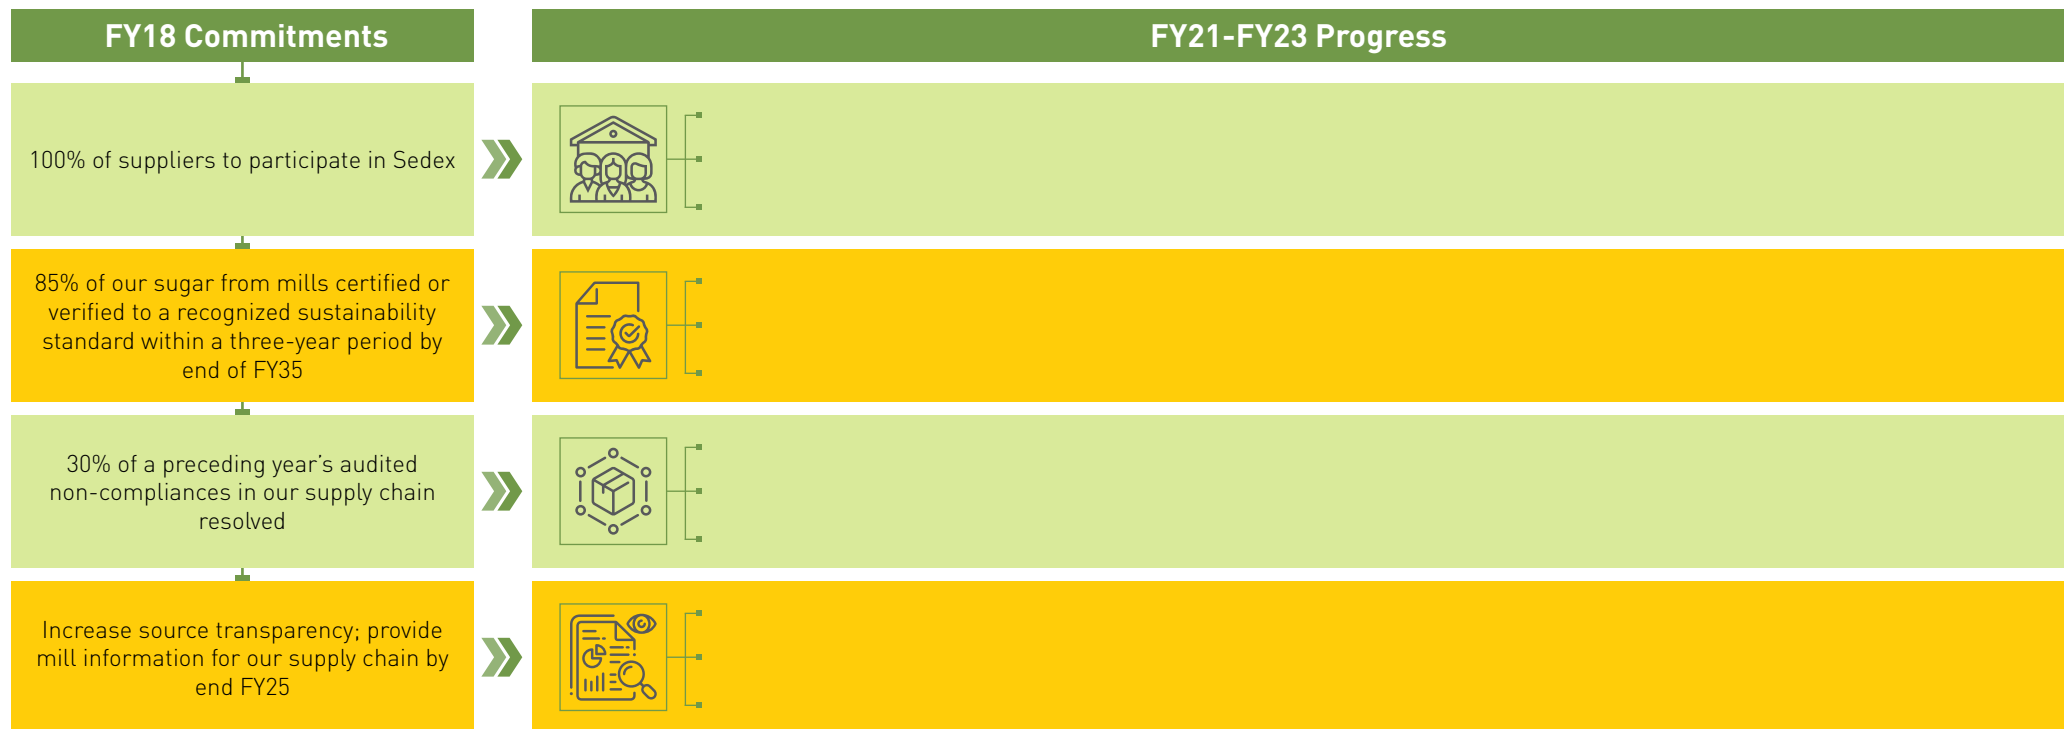 FY18 Commitments
FY21-FY23 Progress
100% of suppliers to participate in Sedex
85% of our sugar from mills certified or
verified to a recognized sustainability
standard within a three-year period by
end of FY35
30% of a preceding year's audited
non-compliances in our supply chain
resolved
Increase source transparency; provide
mill information for our supply chain by
end FY25